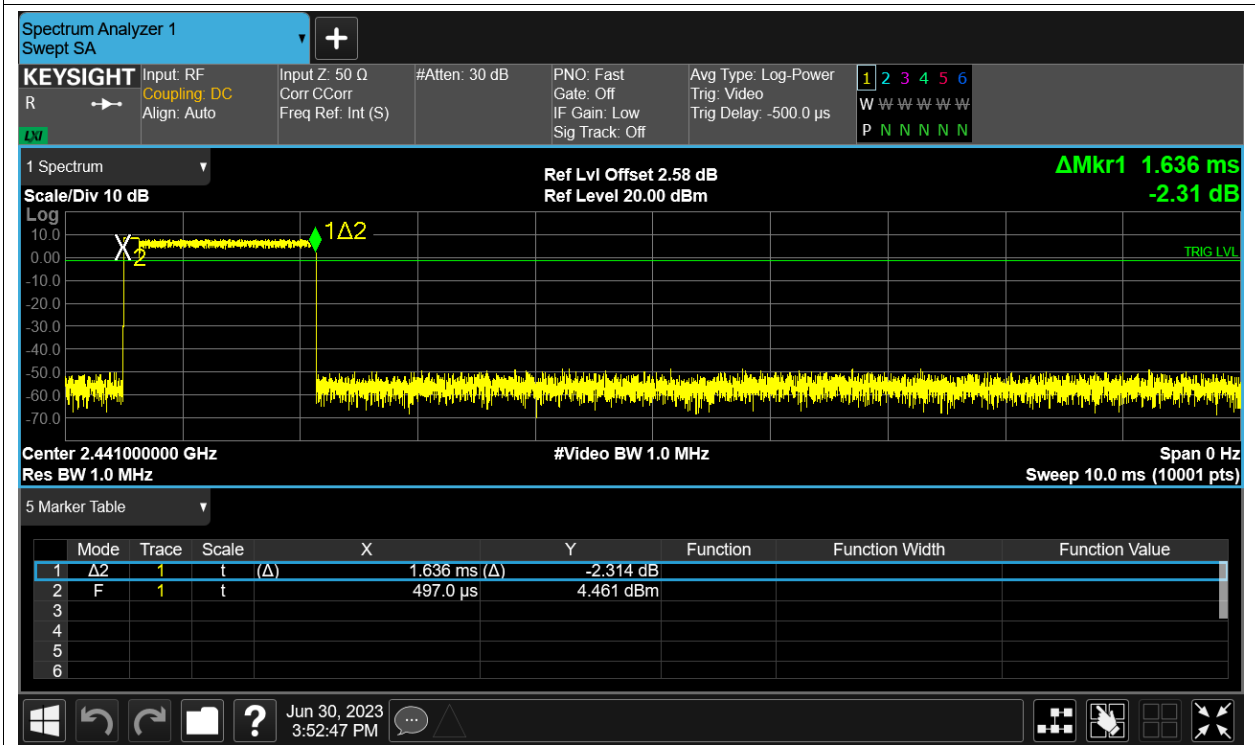 Spectrum Analyzer 1
Swept SA
KEYSIGHT
R
LXI
Input: RF
Coupling: DC
Align: Auto
Input Z: 50 Ω
Corr CCorr
Freq Ref: Int (S)
#Atten: 30 dB
PNO: Fast
Gate: Off
IF Gain: Low
Sig Track: Off
Avg Type: Log-Power
Trig: Video
Trig Delay: -500.0 µs
1 2 3 4 5 6
W W W W W W
P N N N N N
1 Spectrum
Scale/Div 10 dB
Ref Lvl Offset 2.58 dB
Ref Level 20.00 dBm
ΔMkr1 1.636 ms
-2.31 dB
Log
10.0
0.00
-10.0
-20.0
-30.0
-40.0
-50.0
-60.0
-70.0
X
2
1Δ2
TRIG LVL
Center 2.441000000 GHz
#Video BW 1.0 MHz
Span 0 Hz
Res BW 1.0 MHz
Sweep 10.0 ms (10001 pts)
5 Marker Table
Mode Trace Scale X Y Function Function Width Function Value
1 Δ2 1 t (Δ) 1.636 ms (Δ) -2.314 dB
2 F 1 t 497.0 µs 4.461 dBm
3
4
5
6
?
Jun 30, 2023
3:52:47 PM